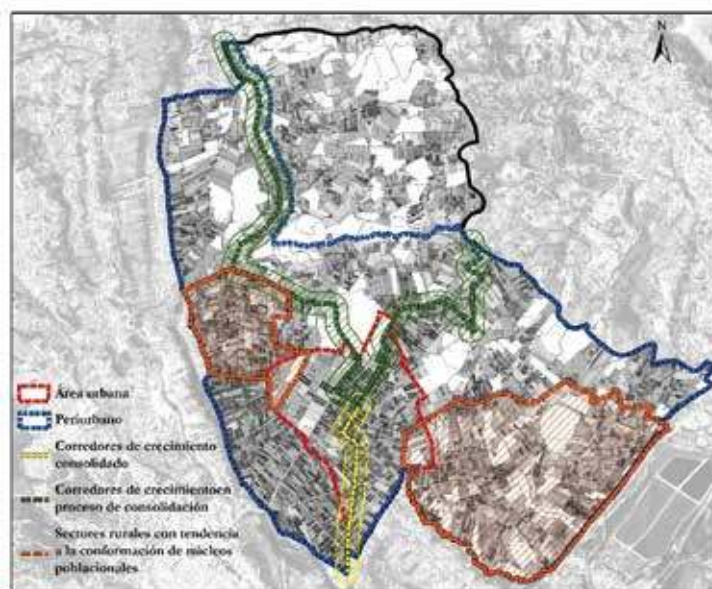 N
Área urbana
Periurbano
Corredores de crecimiento
consolidado
Corredores de crecimientoen
proceso de consolidación
Sectores rurales con tendencia
a la conformación de núcleos
poblacionales